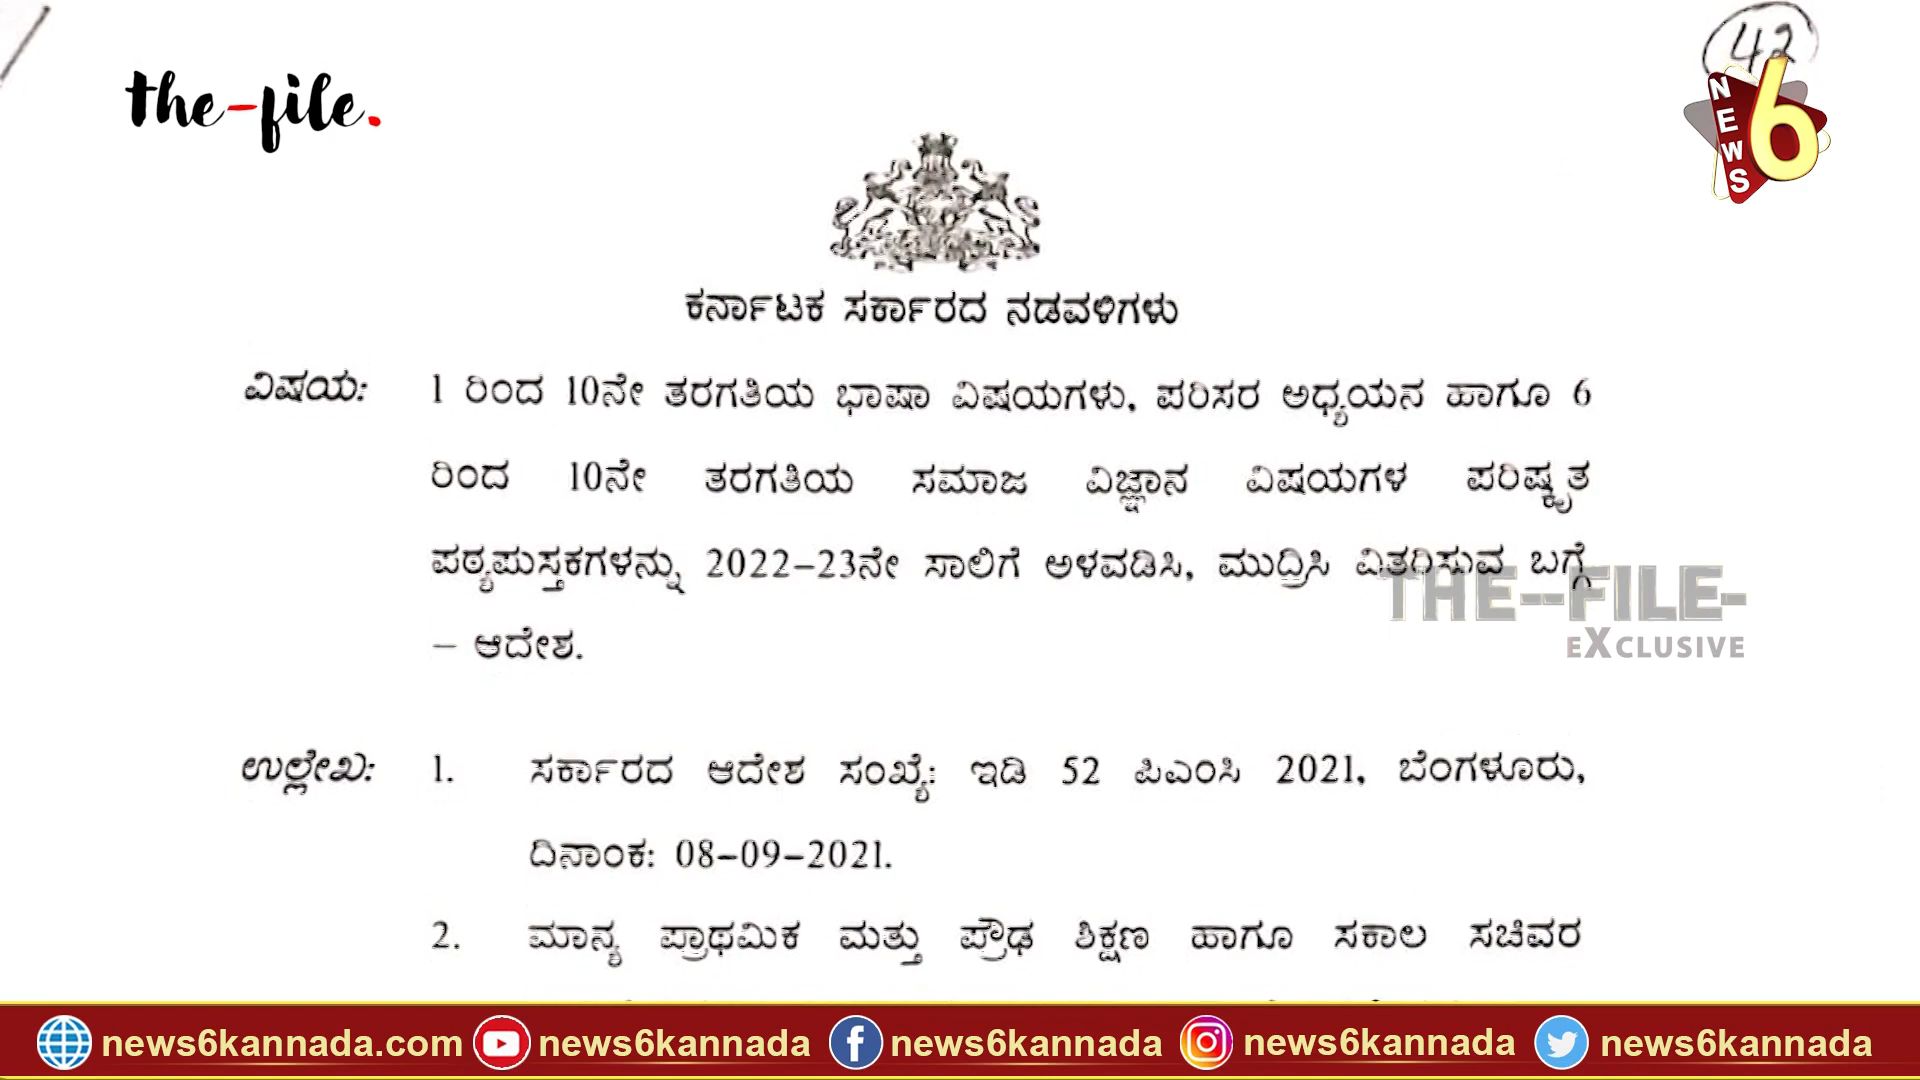 42
the-file.
NEWS 6
ಕರ್ನಾಟಕ ಸರ್ಕಾರದ ನಡವಳಿಗಳು
ವಿಷಯ: 1 ರಿಂದ 10ನೇ ತರಗತಿಯ ಭಾಷಾ ವಿಷಯಗಳು, ಪರಿಸರ ಅಧ್ಯಯನ ಹಾಗೂ 6
ರಿಂದ 10ನೇ ತರಗತಿಯ ಸಮಾಜ ವಿಜ್ಞಾನ ವಿಷಯಗಳ ಪರಿಷ್ಕೃತ
ಪಠ್ಯಪುಸ್ತಕಗಳನ್ನು 2022-23ನೇ ಸಾಲಿಗೆ ಅಳವಡಿಸಿ, ಮುದ್ರಿಸಿ ವಿತರಿಸುವ ಬಗ್ಗೆ
THE--FILE-
– ಆದೇಶ.
EXCLUSIVE
ಉಲ್ಲೇಖ: 1. ಸರ್ಕಾರದ ಆದೇಶ ಸಂಖ್ಯೆ: ಇಡಿ 52 ಪಿಎಂಸಿ 2021, ಬೆಂಗಳೂರು,
ದಿನಾಂಕ: 08-09-2021.
2. ಮಾನ್ಯ ಪ್ರಾಥಮಿಕ ಮತ್ತು ಪ್ರೌಢ ಶಿಕ್ಷಣ ಹಾಗೂ ಸಕಾಲ ಸಚಿವರ
news6kannada.com news6kannada news6kannada news6kannada news6kannada